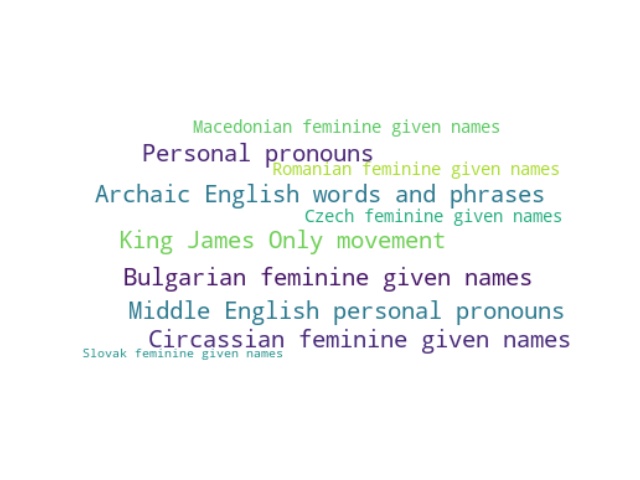 Macedonian feminine given names
Personal pronouns
Romanian feminine given names
Archaic English words and phrases
Czech feminine given names
King James Only movement
Bulgarian feminine given names
Middle English personal pronouns
Circassian feminine given names
Slovak feminine given names